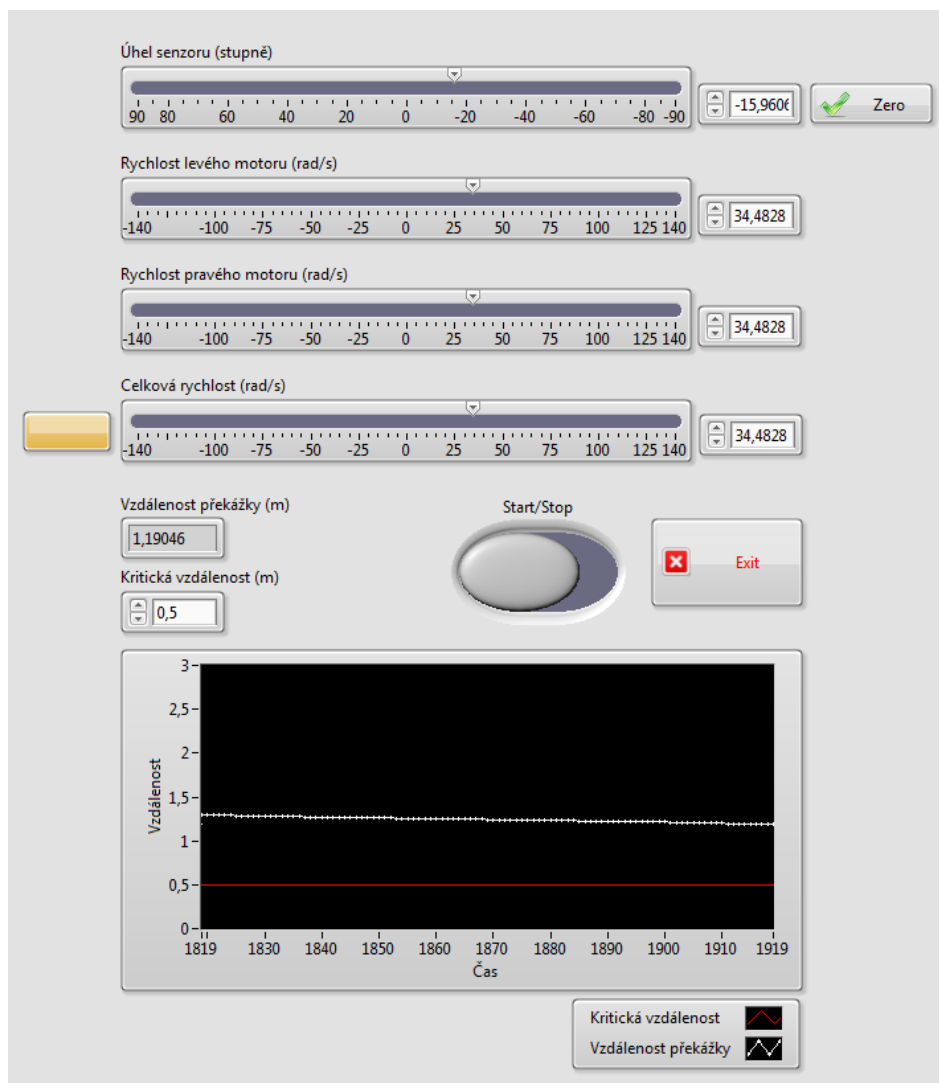 Úhel senzoru (stupně)
90 80 60 40 20 0 -20 -40 -60 -80 -90
-15,9606
Zero
Rychlost levého motoru (rad/s)
-140 -100 -75 -50 -25 0 25 50 75 100 125 140
34,4828
Rychlost pravého motoru (rad/s)
-140 -100 -75 -50 -25 0 25 50 75 100 125 140
34,4828
Celková rychlost (rad/s)
-140 -100 -75 -50 -25 0 25 50 75 100 125 140
34,4828
Vzdálenost překážky (m)
1,19046
Start/Stop
Exit
Kritická vzdálenost (m)
0,5
3
2,5
2
1,5
1
0,5
0
Vzdálenost
1819 1830 1840 1850 1860 1870 1880 1890 1900 1910 1919
Čas
Kritická vzdálenost
Vzdálenost překážky